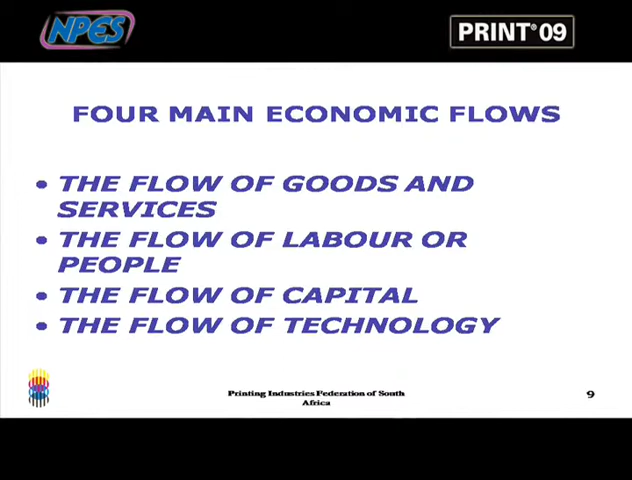 NPES
PRINT® 09
FOUR MAIN ECONOMIC FLOWS
• THE FLOW OF GOODS AND
SERVICES
• THE FLOW OF LABOUR OR
PEOPLE
• THE FLOW OF CAPITAL
• THE FLOW OF TECHNOLOGY
Printing Industries Federation of South
Africa
9